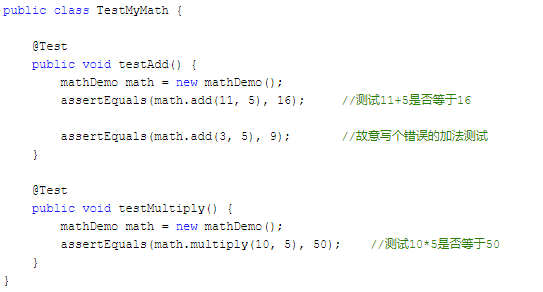 public class TestMyMath {
@Test
public void testAdd() {
mathDemo math = new mathDemo();
assertEquals(math.add(11, 5), 16);     //测试11+5是否等于16
assertEquals(math.add(3, 5), 9);       //故意写个错误的加法测试
}
@Test
public void testMultiply() {
mathDemo math = new mathDemo();
assertEquals(math.multiply(10, 5), 50);    //测试10*5是否等于50
}
}